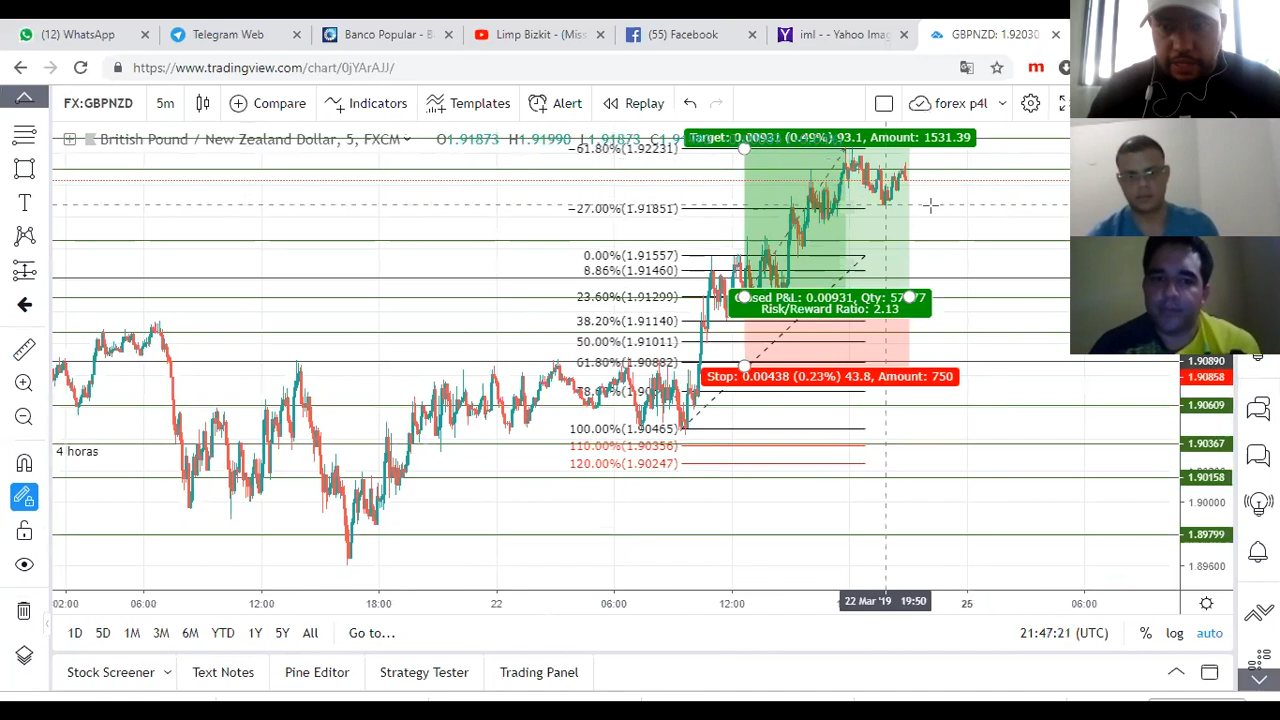 (12) WhatsApp
Telegram Web
Banco Popular - B
Limp Bizkit - (Miss
(55) Facebook
iml - - Yahoo Imag
GBPNZD: 1.92030
https://www.tradingview.com/chart/0jYArAJJ/
FX:GBPNZD
5m
Compare
Indicators
Templates
Alert
Replay
forex p4l
British Pound / New Zealand Dollar, 5, FXCM
O1.91873 H1.91990 L1.91873
Target: 0.00931 (0.49%) 93.1, Amount: 1531.39
−61.80%(1.92231)
−27.00%(1.91851)
0.00%(1.91557)
8.86%(1.91460)
23.60%(1.91299)
Closed P&L: 0.00931, Qty:
Risk/Reward Ratio: 2.13
38.20%(1.91140)
50.00%(1.91011)
61.80%(1.90882)
Stop: 0.00438 (0.23%) 43.8, Amount: 750
100.00%(1.90465)
110.00%(1.90356)
120.00%(1.90247)
4 horas
1.90890
1.90858
1.90609
1.90367
1.90158
1.90000
1.89799
1.89600
02:00
06:00
12:00
18:00
22
06:00
12:00
22 Mar '19 19:50
25
06:00
1D
5D
1M
3M
6M
YTD
1Y
5Y
All
Go to...
21:47:21 (UTC)
%
log
auto
Stock Screener
Text Notes
Pine Editor
Strategy Tester
Trading Panel